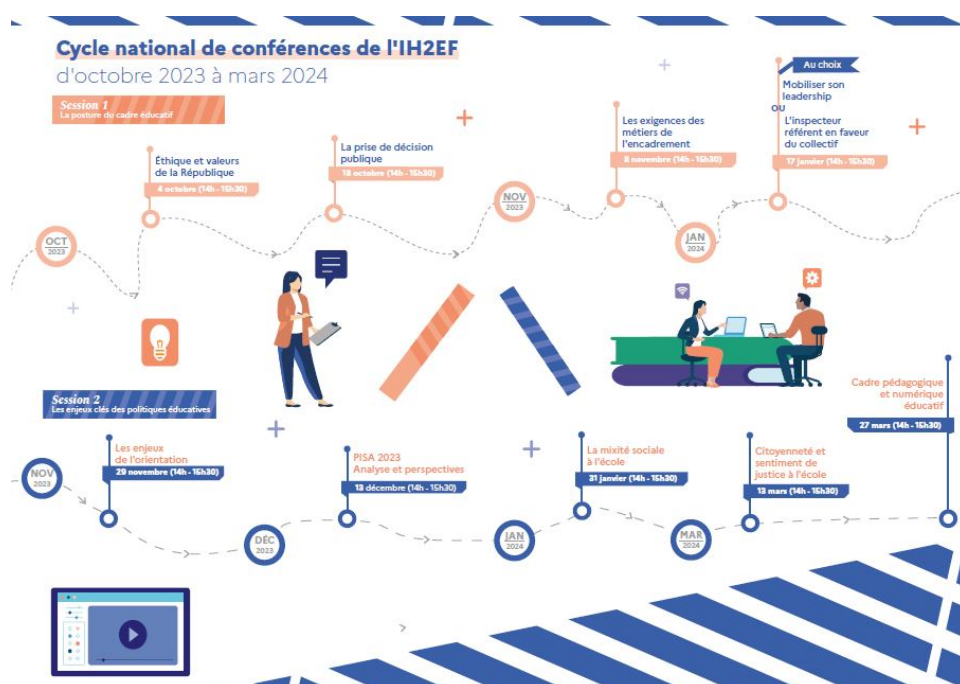 Cycle national de conférences de l'IH2EF
d'octobre 2023 à mars 2024
Session 1
La posture du cadre éducatif
OCT
2023
Éthique et valeurs
de la République
4 octobre (14h - 15h30)
La prise de décision
publique
18 octobre (14h - 15h30)
NOV
2023
Les exigences des
métiers de
l'encadrement
8 novembre (14h - 15h30)
JAN
2024
Au choix
Mobiliser son
leadership
OU
L'inspecteur
référent en faveur
du collectif
17 janvier (14h - 15h30)
Session 2
Les enjeux clés des politiques éducatives
NOV
2023
Les enjeux
de l'orientation
29 novembre (14h - 15h30)
DÉC
2023
PISA 2023
Analyse et perspectives
13 décembre (14h - 15h30)
JAN
2024
La mixité sociale
à l'école
31 janvier (14h - 15h30)
MAR
2024
Citoyenneté et
sentiment de
justice à l'école
13 mars (14h - 15h30)
Cadre pédagogique
et numérique
éducatif
27 mars (14h - 15h30)